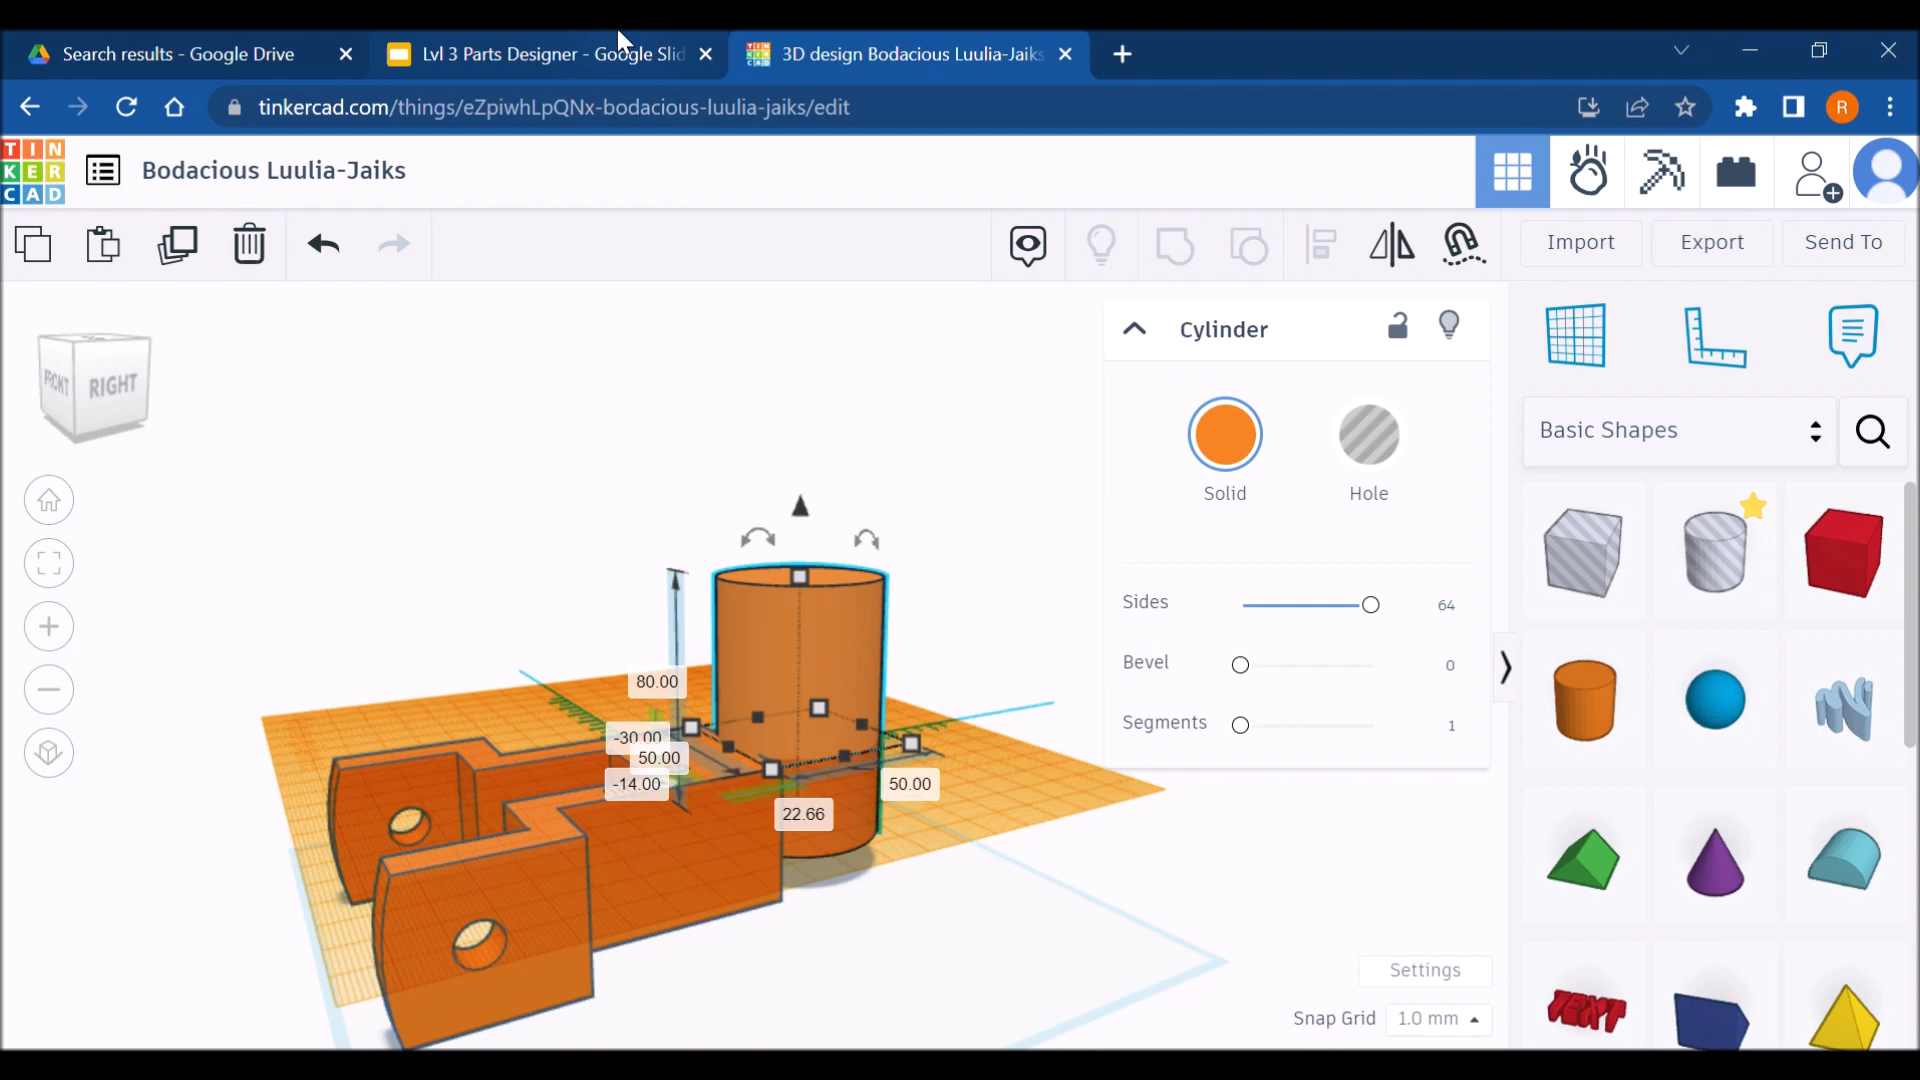 Search results - Google Drive
Lvl 3 Parts Designer - Google Slid
3D design Bodacious Luulia-Jaiks
tinkercad.com/things/eZpiwhLpQNx-bodacious-luulia-jaiks/edit
R
TIN
KER
CAD
Bodacious Luulia-Jaiks
Import
Export
Send To
FRONT
RIGHT
Cylinder
Solid
Hole
Sides
64
Bevel
0
Segments
1
Basic Shapes
80.00
-30.00
50.00
-14.00
22.66
50.00
TEXT
Settings
Snap Grid
1.0 mm